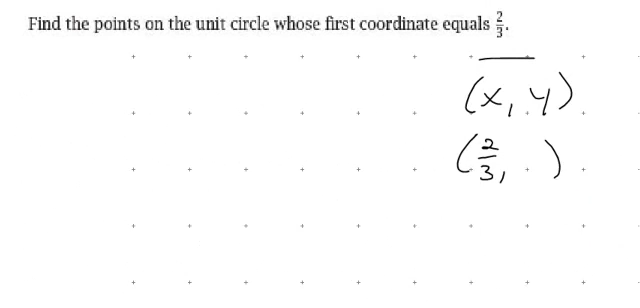 Find the points on the unit circle whose first coordinate equals 2/3.
(x, y)
(2/3, )